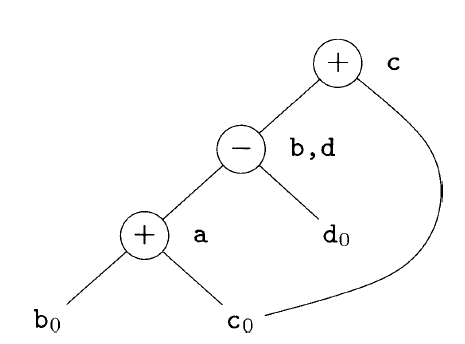 + c
− b,d
+ a d₀
b₀ c₀